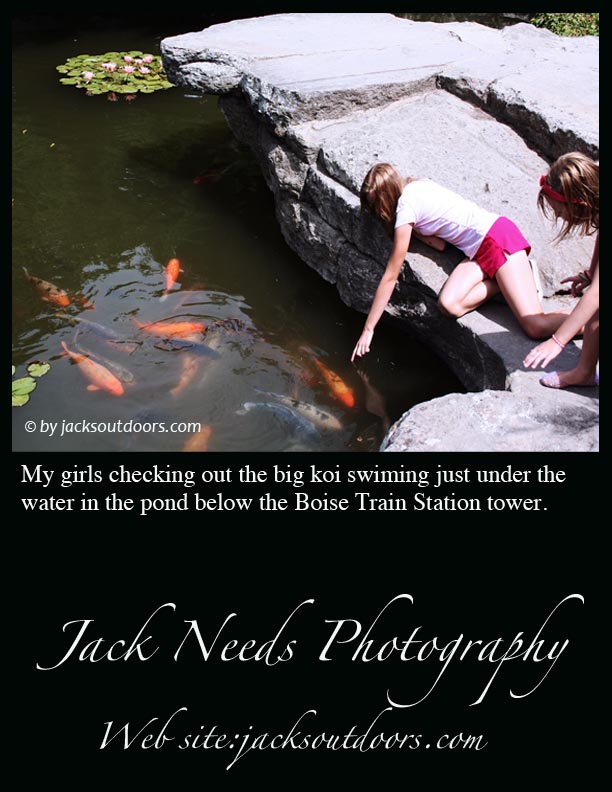 © by jacksoutdoors.com
My girls checking out the big koi swiming just under the
water in the pond below the Boise Train Station tower.
Jack Needs Photography
Web site:jacksoutdoors.com